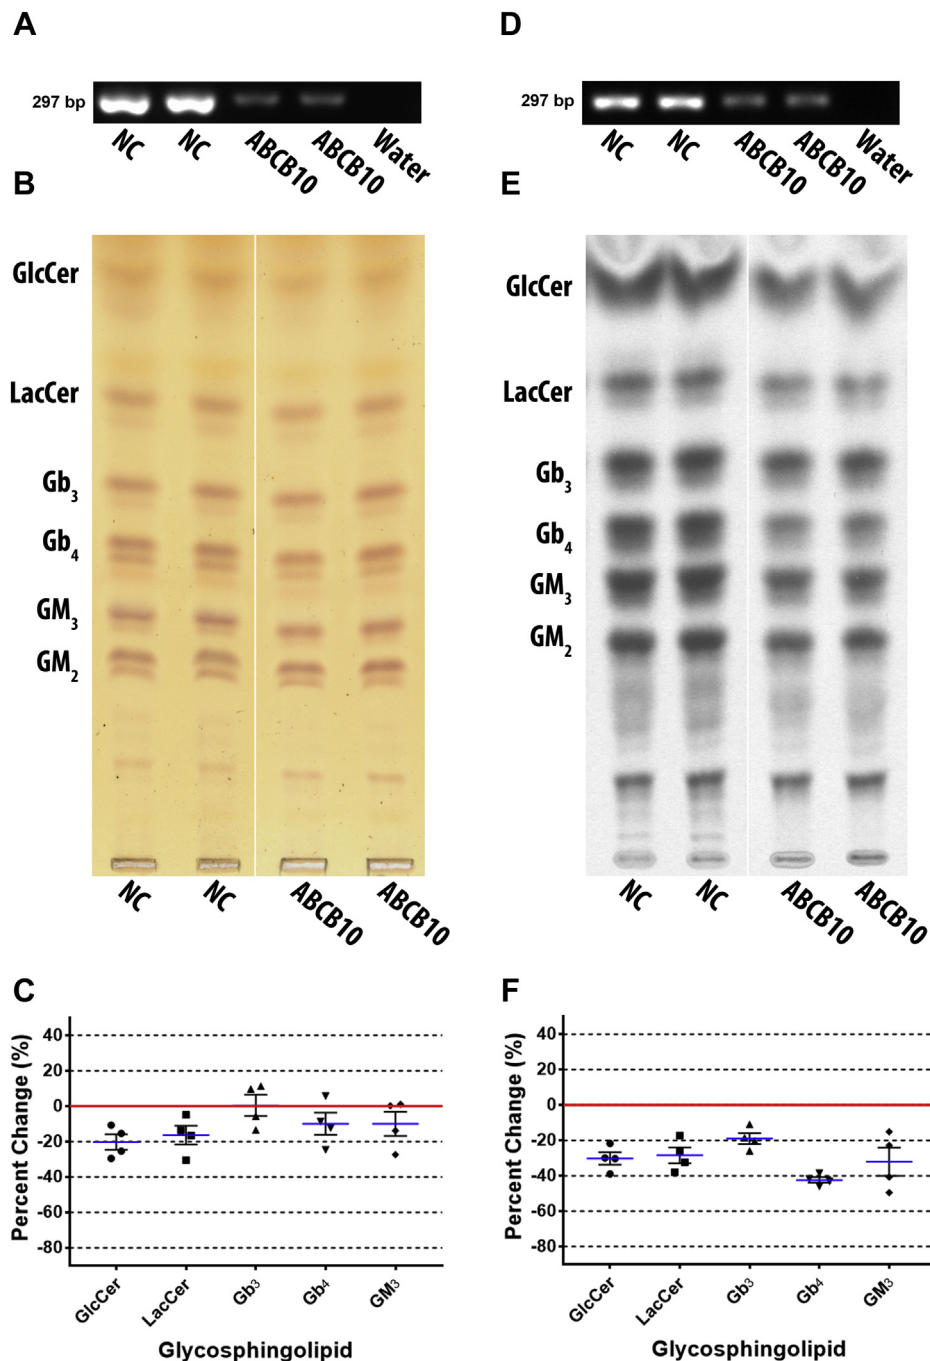 A
297 bp
NC NC ABCB10 ABCB10 Water
B
GlcCer
LacCer
Gb3
Gb4
GM3
GM2
NC NC ABCB10 ABCB10
C
Percent Change (%)
40
20
0
-20
-40
-60
-80
GlcCer LacCer Gb3 Gb4 GM3
Glycosphingolipid
D
297 bp
NC NC ABCB10 ABCB10 Water
E
GlcCer
LacCer
Gb3
Gb4
GM3
GM2
NC NC ABCB10 ABCB10
F
Percent Change (%)
40
20
0
-20
-40
-60
-80
GlcCer LacCer Gb3 Gb4 GM3
Glycosphingolipid